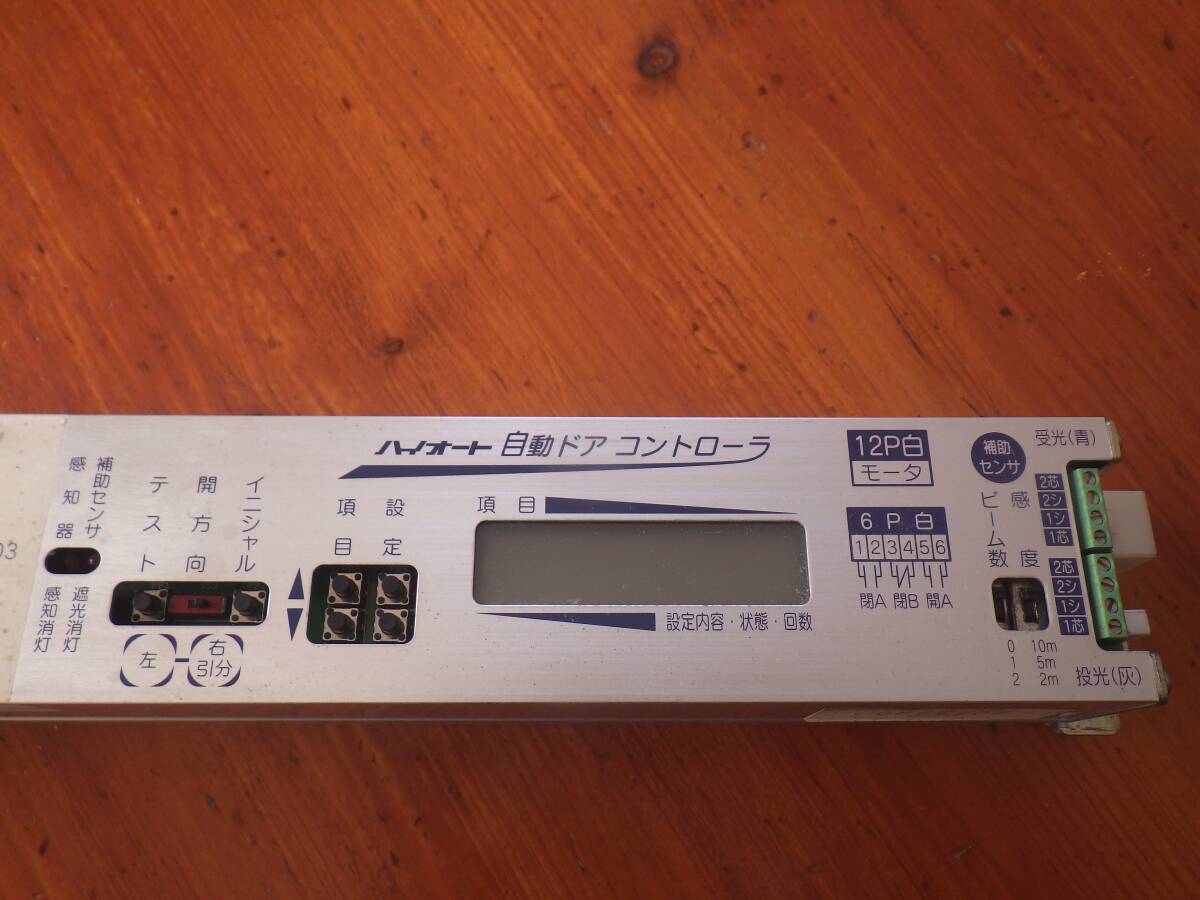 ハイオート 自動ドア コントローラ
03
補助センサ
感知器
テスト
開方向
イニシャル
感知消灯
遮光消灯
左
右
引分
項目
設定
項目
設定内容・状態・回数
12P白
モータ
6P白
1 2 3 4 5 6
閉A 閉B 開A
補助
センサ
受光(青)
ビーム数
感度
2芯
2シ
1シ
1芯
2芯
2シ
1シ
1芯
0 10m
1 5m
2 2m
投光(灰)